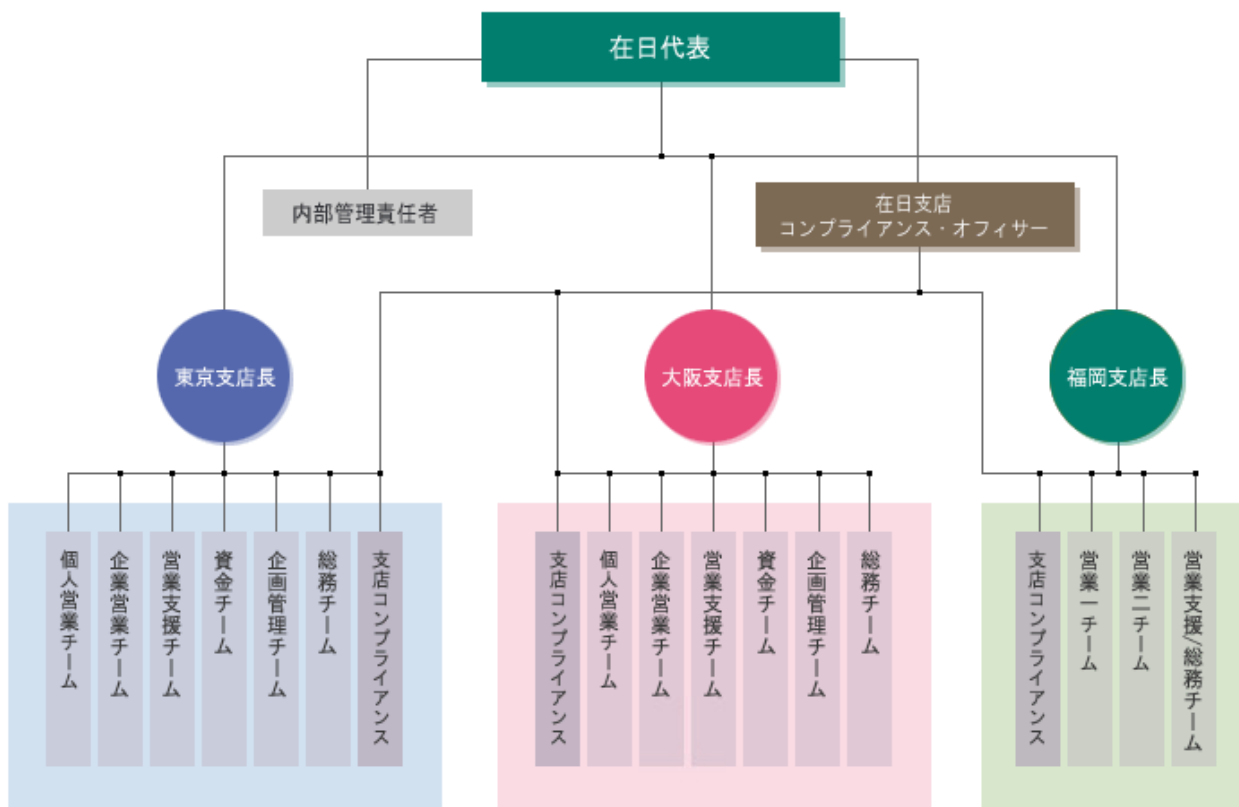 在日代表
内部管理責任者
在日支店
コンプライアンス・オフィサー
東京支店長
大阪支店長
福岡支店長
個人営業チーム
企業営業チーム
営業支援チーム
資金チーム
企画管理チーム
総務チーム
支店コンプライアンス
支店コンプライアンス
個人営業チーム
企業営業チーム
営業支援チーム
資金チーム
企画管理チーム
総務チーム
支店コンプライアンス
営業一チーム
営業二チーム
営業支援/総務チーム